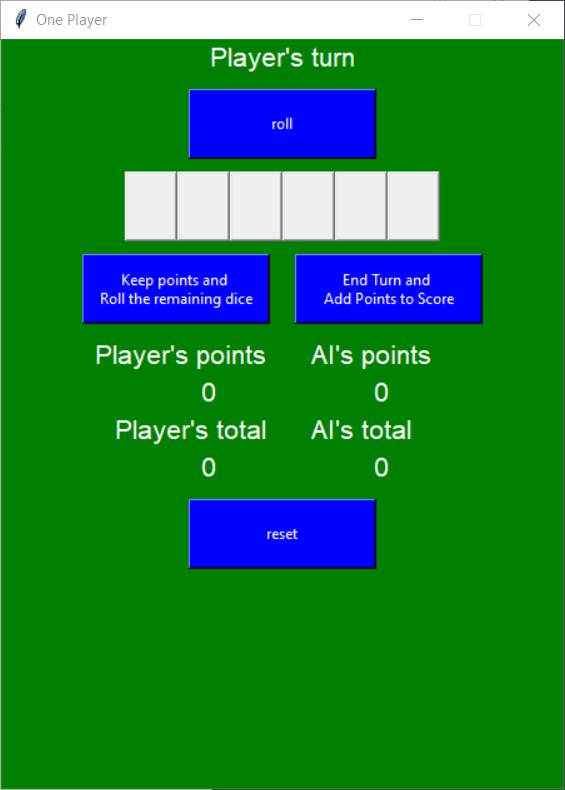 One Player
Player's turn
roll
Keep points and
Roll the remaining dice
End Turn and
Add Points to Score
Player's points
AI's points
0
0
Player's total
AI's total
0
0
reset